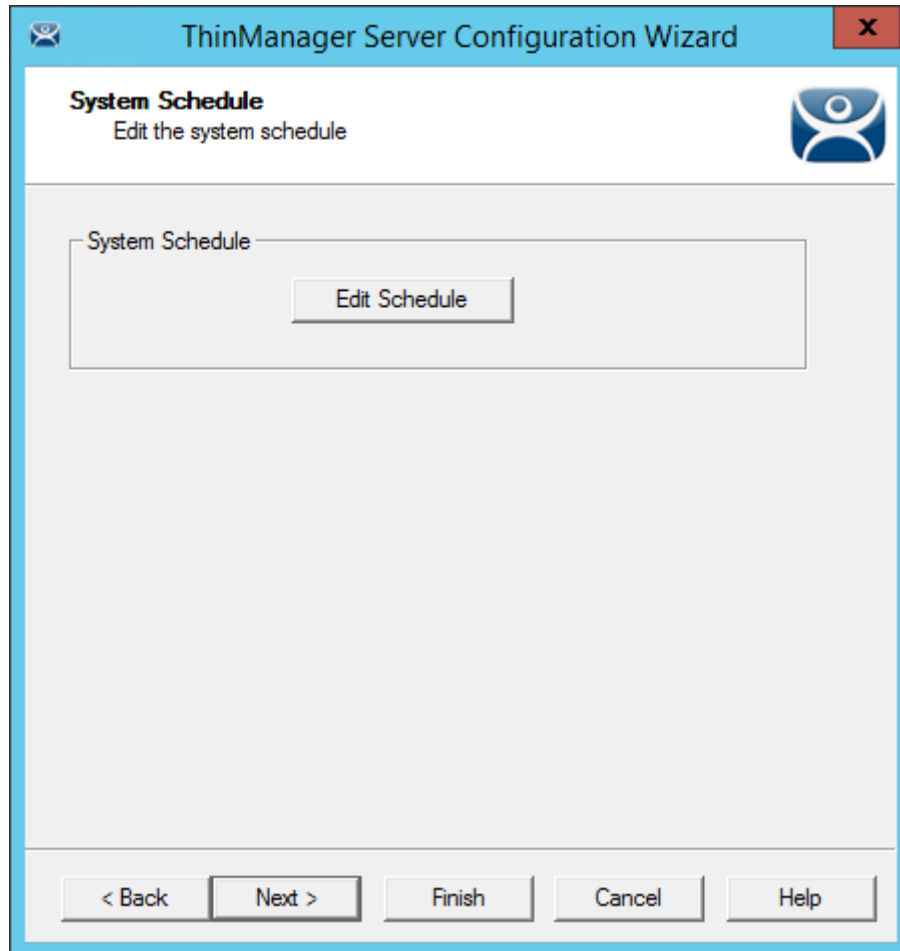 ThinManager Server Configuration Wizard
x
System Schedule
Edit the system schedule
System Schedule
Edit Schedule
< Back Next > Finish Cancel Help